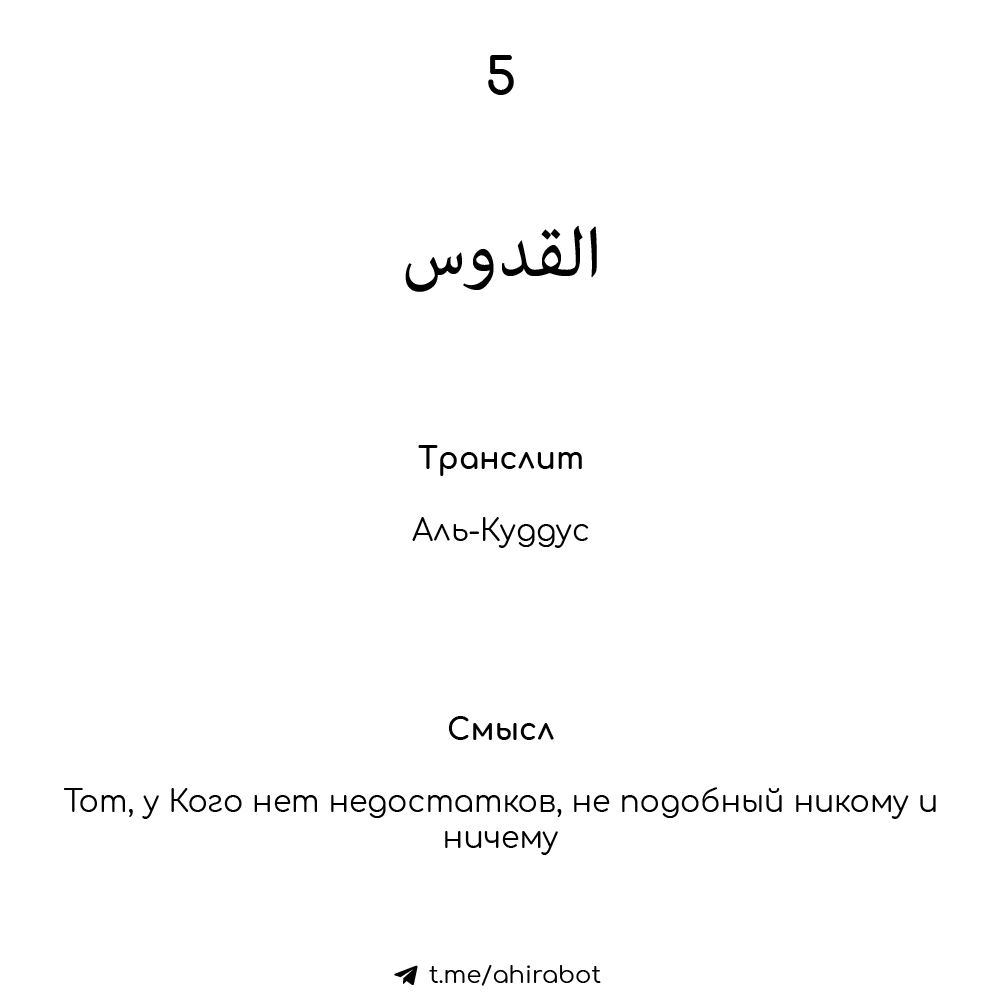 5
القدوس
Транслит
Аль-Куддус
Смысл
Тот, у Кого нет недостатков, не подобный никому и
ничему
t.me/ahirabot